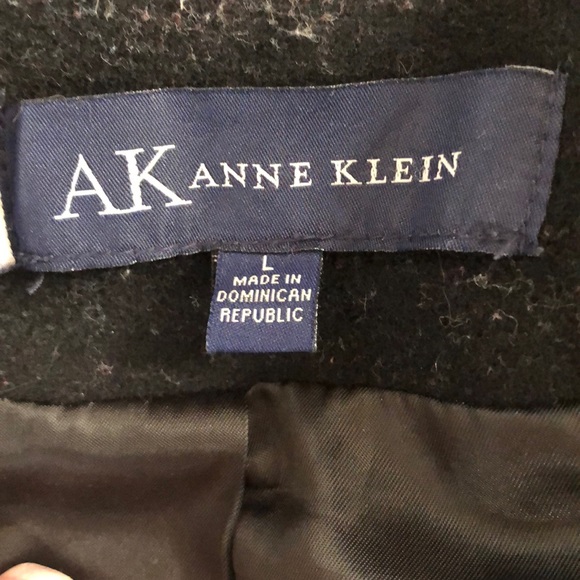 AK ANNE KLEIN
L
MADE IN
DOMINICAN
REPUBLIC